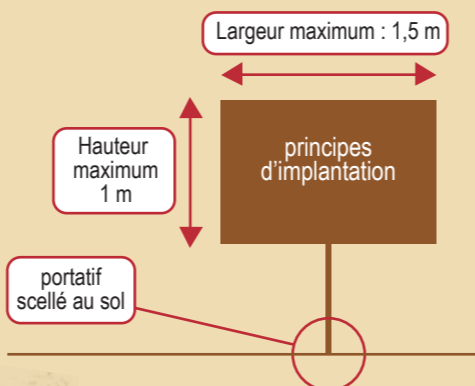 Largeur maximum : 1,5 m
Hauteur
maximum
1 m
principes
d'implantation
portatif
scellé au sol